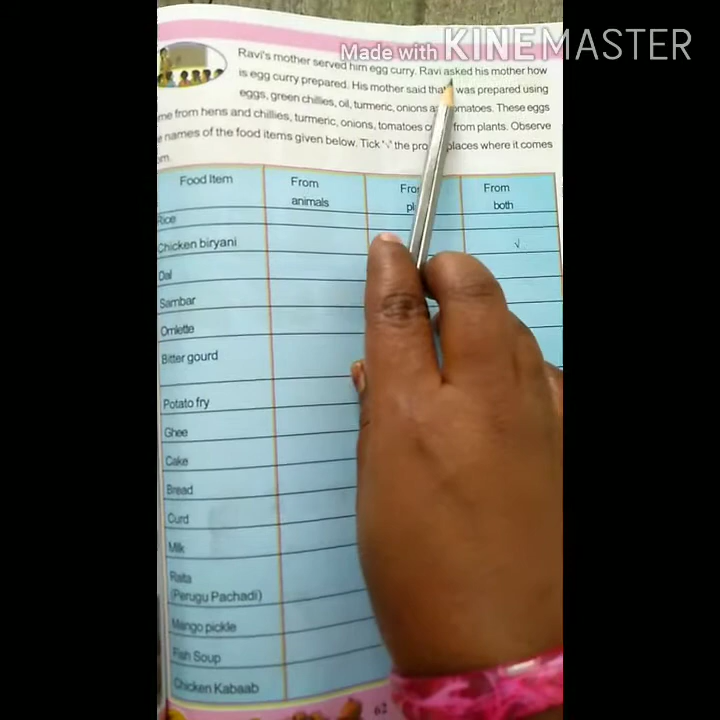 Made with KINEMASTER
Ravi's mother served him egg curry. Ravi asked his mother how
is egg curry prepared. His mother said that was prepared using
eggs, green chillies, oil, turmeric, onions tomatoes. These eggs
me from hens and chillies, turmeric, onions, tomatoes from plants. Observe
names of the food items given below. Tick '√' the places where it comes
om.
Food Item From animals From both
Rice
Chicken biryani √
Dal
Sambar
Omlette
Bitter gourd
Potato fry
Ghee
Cake
Bread
Curd
Milk
Raita
(Perugu Pachadi)
Mango pickle
Fish Soup
Chicken Kabaab
62